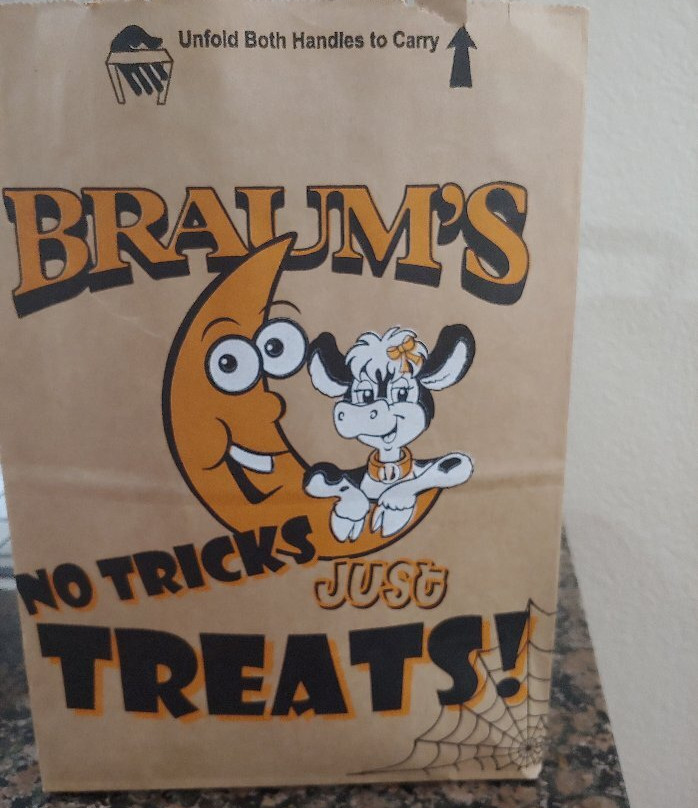 Unfold Both Handles to Carry
BRAUM'S
NO TRICKS
JUST
TREATS!